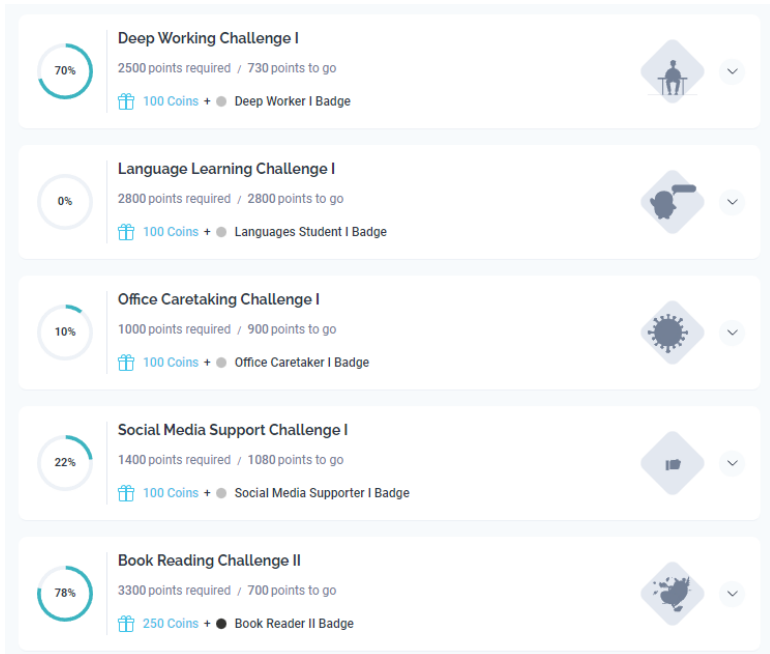 Deep Working Challenge I
70%
2500 points required / 730 points to go
100 Coins + Deep Worker I Badge
Language Learning Challenge I
0%
2800 points required / 2800 points to go
100 Coins + Languages Student I Badge
Office Caretaking Challenge I
10%
1000 points required / 900 points to go
100 Coins + Office Caretaker I Badge
Social Media Support Challenge I
22%
1400 points required / 1080 points to go
100 Coins + Social Media Supporter I Badge
Book Reading Challenge II
78%
3300 points required / 700 points to go
250 Coins + Book Reader II Badge